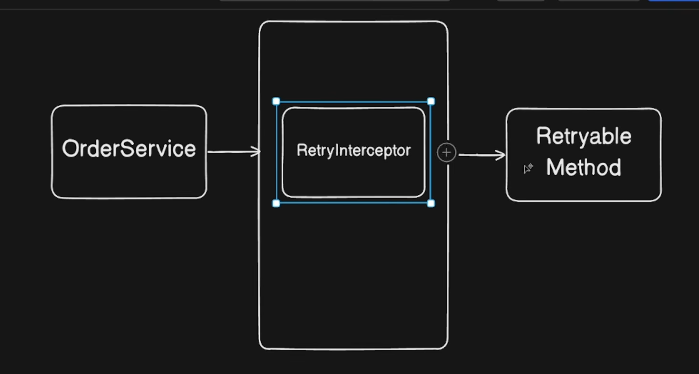 OrderService
RetryInterceptor
Retryable
Method